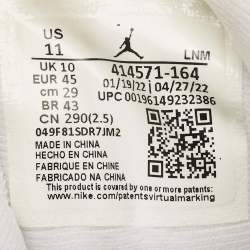 US
11
LNM
UK 10
414571-164
EUR 45
01/19/22
04/27/22
cm 29
UPC 00196149232386
BR 43
CN 290(2.5)
049F81SDR7JM2
MADE IN CHINA
HECHO EN CHINA
FABRIQUE EN CHINE
FABRICADO NA CHINA
This product is covered by one or more patents:
www.nike.com/patentsvirtualmarking